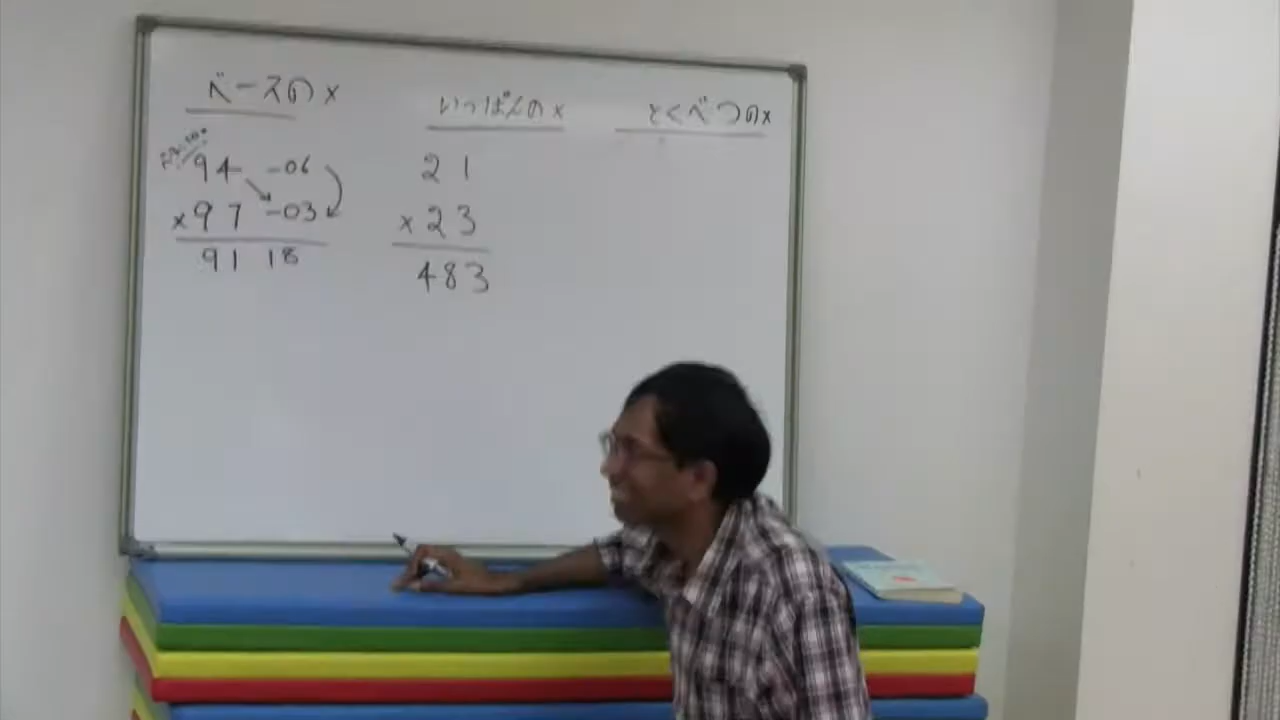 ベースの×
94 -06
×97 -03
91 18
いっぱんの×
21
×23
483
とくべつの×